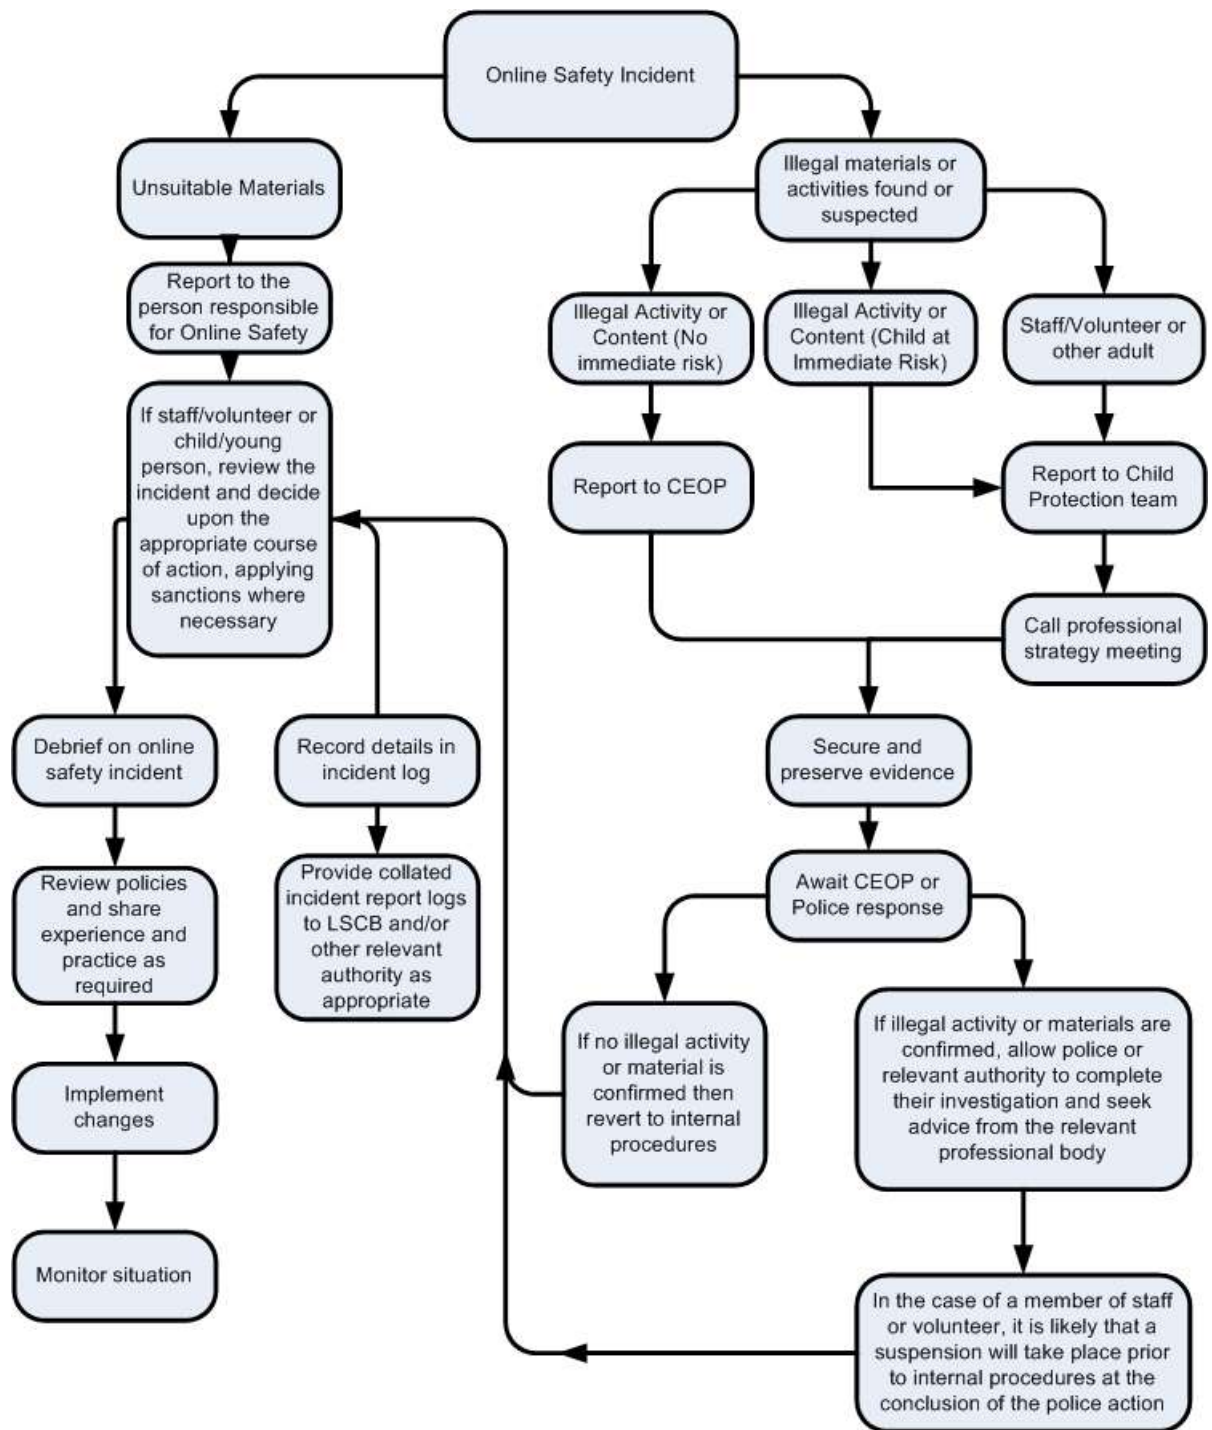 Online Safety Incident
Unsuitable Materials
Report to the
person responsible
for Online Safety
If staff/volunteer or
child/young
person, review the
incident and decide
upon the
appropriate course
of action, applying
sanctions where
necessary
Debrief on online
safety incident
Review policies
and share
experience and
practice as
required
Implement
changes
Monitor situation
Record details in
incident log
Provide collated
incident report logs
to LSCB and/or
other relevant
authority as
appropriate
Illegal materials or
activities found or
suspected
Illegal Activity or
Content (No
immediate risk)
Illegal Activity or
Content (Child at
Immediate Risk)
Staff/Volunteer or
other adult
Report to CEOP
Report to Child
Protection team
Call professional
strategy meeting
Secure and
preserve evidence
Await CEOP or
Police response
If no illegal activity
or material is
confirmed then
revert to internal
procedures
If illegal activity or materials are
confirmed, allow police or
relevant authority to complete
their investigation and seek
advice from the relevant
professional body
In the case of a member of staff
or volunteer, it is likely that a
suspension will take place prior
to internal procedures at the
conclusion of the police action